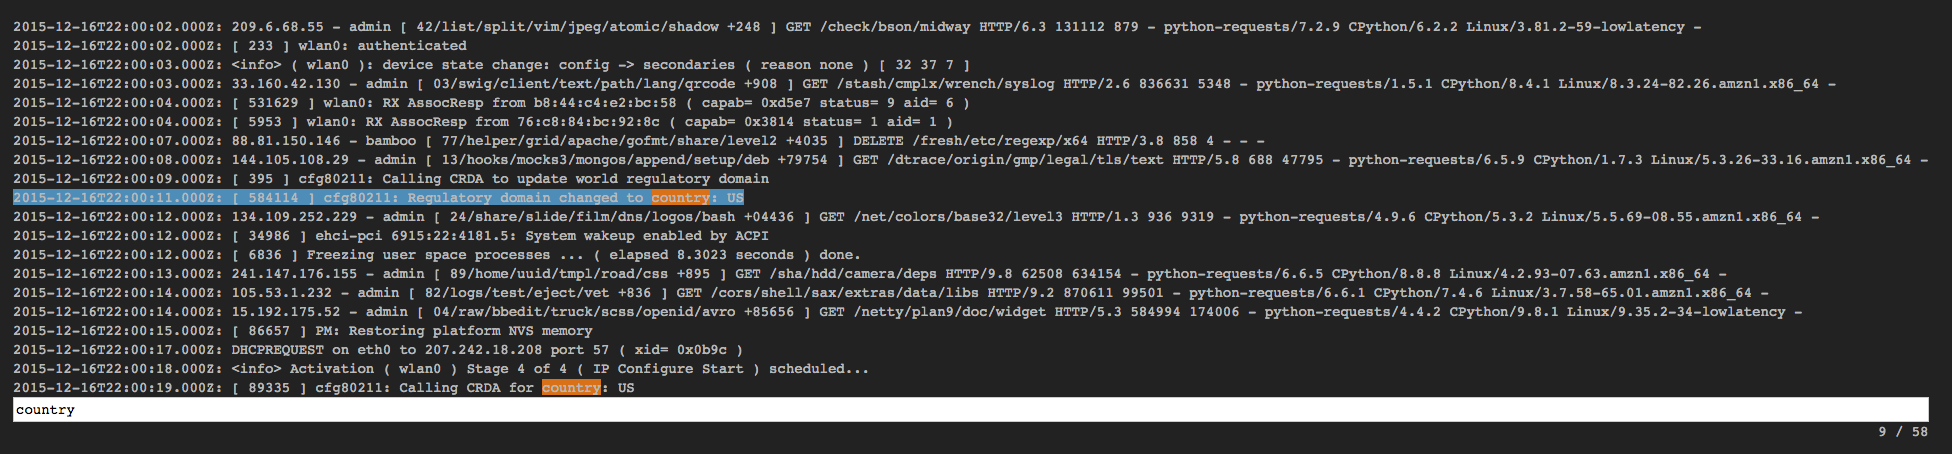 2015-12-16T22:00:02.000Z: 209.6.68.55 - admin [ 42/list/split/vim/jpeg/atomic/shadow +248 ] GET /check/bson/midway HTTP/6.3 131112 879 - python-requests/7.2.9 CPython/6.2.2 Linux/3.81.2-59-lowlatency -
2015-12-16T22:00:02.000Z: [ 233 ] wlan0: authenticated
2015-12-16T22:00:03.000Z: <info> ( wlan0 ): device state change: config -> secondaries ( reason none ) [ 32 37 7 ]
2015-12-16T22:00:03.000Z: 33.160.42.130 - admin [ 03/swig/client/text/path/lang/qrcode +908 ] GET /stash/cmplx/wrench/syslog HTTP/2.6 836631 5348 - python-requests/1.5.1 CPython/8.4.1 Linux/8.3.24-82.26.amzn1.x86_64 -
2015-12-16T22:00:04.000Z: [ 531629 ] wlan0: RX AssocResp from b8:44:c4:e2:bc:58 ( capab= 0xd5e7 status= 9 aid= 6 )
2015-12-16T22:00:04.000Z: [ 5953 ] wlan0: RX AssocResp from 76:c8:84:bc:92:8c ( capab= 0x3814 status= 1 aid= 1 )
2015-12-16T22:00:07.000Z: 88.81.150.146 - bamboo [ 77/helper/grid/apache/gofmt/share/level2 +4035 ] DELETE /fresh/etc/regexp/x64 HTTP/3.8 858 4 - - -
2015-12-16T22:00:08.000Z: 144.105.108.29 - admin [ 13/hooks/mocks3/mongos/append/setup/deb +79754 ] GET /dtrace/origin/gmp/legal/tls/text HTTP/5.8 688 47795 - python-requests/6.5.9 CPython/1.7.3 Linux/5.3.26-33.16.amzn1.x86_64 -
2015-12-16T22:00:09.000Z: [ 395 ] cfg80211: Calling CRDA to update world regulatory domain
2015-12-16T22:00:11.000Z: [ 584114 ] cfg80211: Regulatory domain changed to country: US
2015-12-16T22:00:12.000Z: 134.109.252.229 - admin [ 24/share/slide/film/dns/logos/bash +04436 ] GET /net/colors/base32/level3 HTTP/1.3 936 9319 - python-requests/4.9.6 CPython/5.3.2 Linux/5.5.69-08.55.amzn1.x86_64 -
2015-12-16T22:00:12.000Z: [ 34986 ] ehci-pci 6915:22:4181.5: System wakeup enabled by ACPI
2015-12-16T22:00:12.000Z: [ 6836 ] Freezing user space processes ... ( elapsed 8.3023 seconds ) done.
2015-12-16T22:00:13.000Z: 241.147.176.155 - admin [ 89/home/uuid/tmpl/road/css +895 ] GET /sha/hdd/camera/deps HTTP/9.8 62508 634154 - python-requests/6.6.5 CPython/8.8.8 Linux/4.2.93-07.63.amzn1.x86_64 -
2015-12-16T22:00:14.000Z: 105.53.1.232 - admin [ 82/logs/test/eject/vet +836 ] GET /cors/shell/sax/extras/data/libs HTTP/9.2 870611 99501 - python-requests/6.6.1 CPython/7.4.6 Linux/3.7.58-65.01.amzn1.x86_64 -
2015-12-16T22:00:14.000Z: 15.192.175.52 - admin [ 04/raw/bbedit/truck/scss/openid/avro +85656 ] GET /netty/plan9/doc/widget HTTP/5.3 584994 174006 - python-requests/4.4.2 CPython/9.8.1 Linux/9.35.2-34-lowlatency -
2015-12-16T22:00:15.000Z: [ 86657 ] PM: Restoring platform NVS memory
2015-12-16T22:00:17.000Z: DHCPREQUEST on eth0 to 207.242.18.208 port 57 ( xid= 0x0b9c )
2015-12-16T22:00:18.000Z: <info> Activation ( wlan0 ) Stage 4 of 4 ( IP Configure Start ) scheduled...
2015-12-16T22:00:19.000Z: [ 89335 ] cfg80211: Calling CRDA for country: US
country
9 / 58